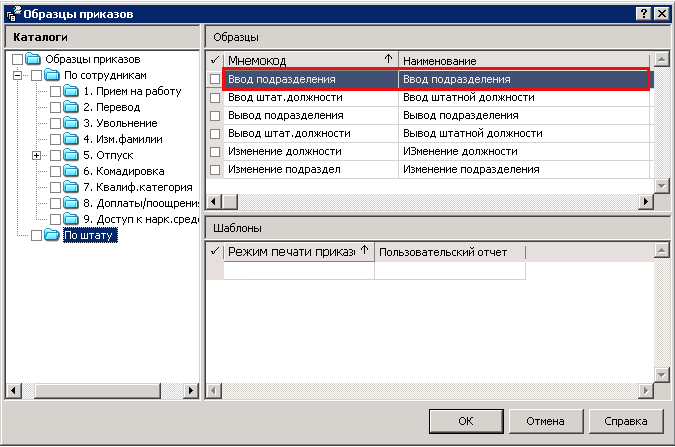 Образцы приказов
Каталоги
Образцы приказов
По сотрудникам
1. Прием на работу
2. Перевод
3. Увольнение
4. Изм.фамилии
5. Отпуск
6. Комадировка
7. Квалиф.категория
8. Доплаты/поощрения
9. Доступ к нарк.сред
По штату
Образцы
Мнемокод Наименование
Ввод подразделения Ввод подразделения
Ввод штат.должности Ввод штатной должности
Вывод подразделения Вывод подразделения
Вывод штат.должности Вывод штатной должности
Изменение должности ИЗменение должности
Изменение подраздел Изменение подразделения
Шаблоны
Режим печати приказ Пользовательский отчет
ОК Отмена Справка